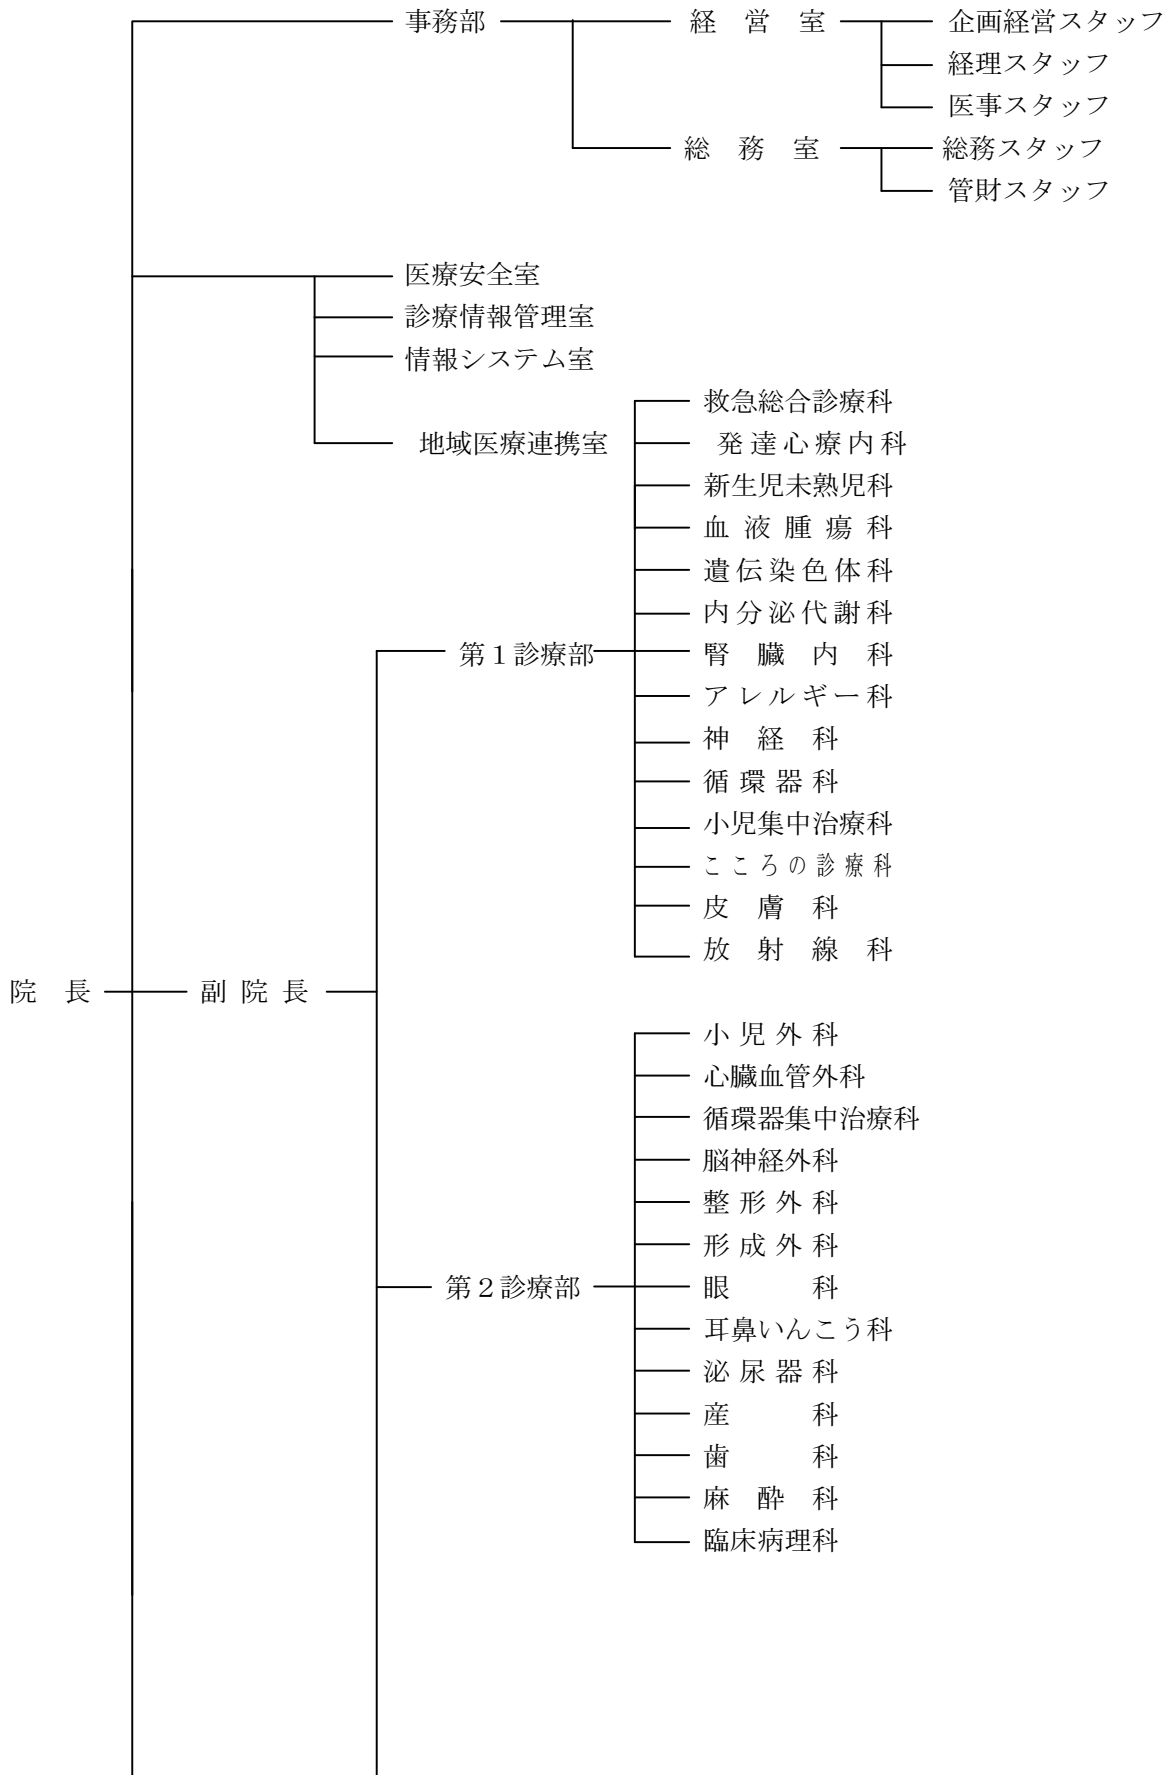 事務部 経営室 企画経営スタッフ
経理スタッフ
医事スタッフ
総務室 総務スタッフ
管財スタッフ
医療安全室
診療情報管理室
情報システム室
救急総合診療科
地域医療連携室 発達心療内科
新生児未熟児科
血液腫瘍科
遺伝染色体科
内分泌代謝科
第１診療部 腎臓内科
アレルギー科
神経科
循環器科
小児集中治療科
こころの診療科
皮膚科
放射線科
院長 副院長
小児外科
心臓血管外科
循環器集中治療科
脳神経外科
整形外科
形成外科
第２診療部 眼科
耳鼻いんこう科
泌尿器科
産科
歯科
麻酔科
臨床病理科